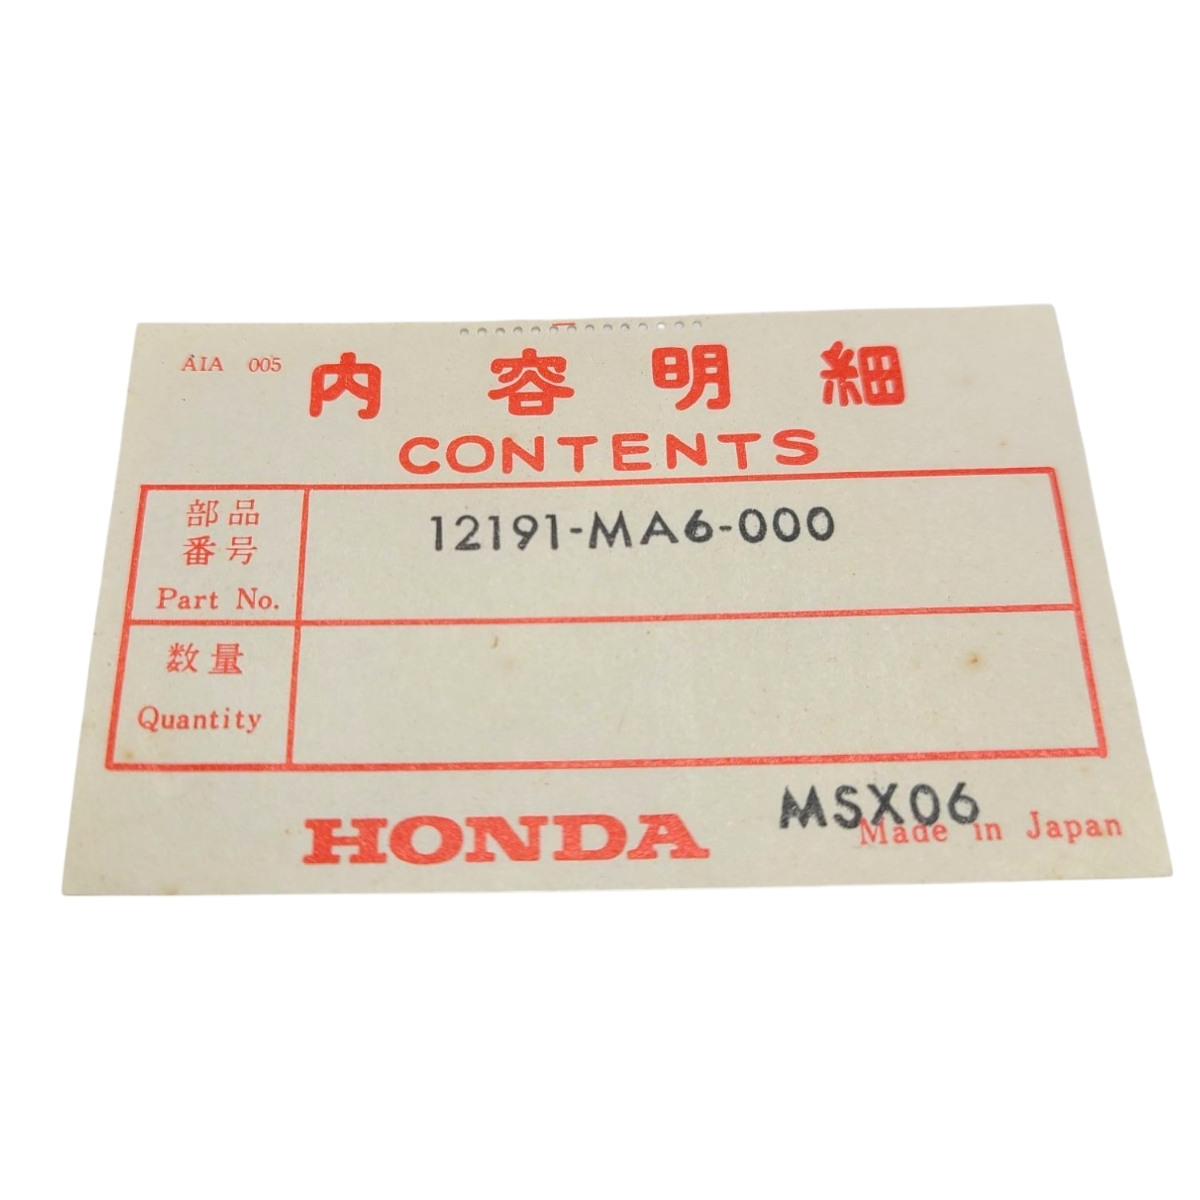 AIA 005
内容明細
CONTENTS
部品
番号
Part No.
12191-MA6-000
数量
Quantity
HONDA
MSX06
Made in Japan